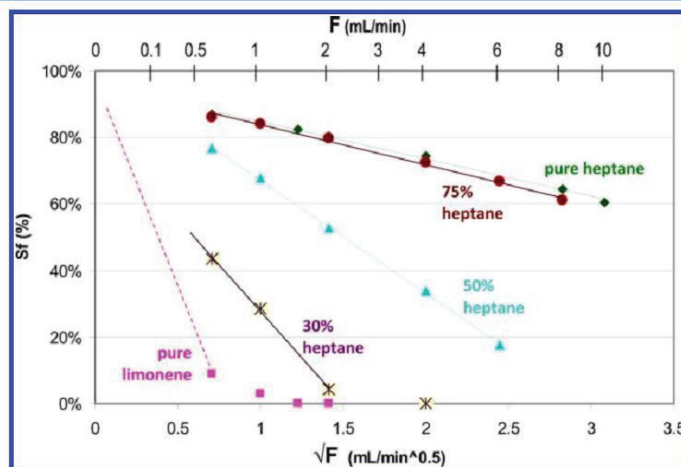 F (mL/min)
0 0.1 0.5 1 2 3 4 6 8 10
100%
80%
60%
40%
20%
0%
Sf (%)
pure heptane
75%
heptane
50%
heptane
30%
heptane
pure
limonene
0 0.5 1 1.5 2 2.5 3 3.5
√F (mL/min^0.5)